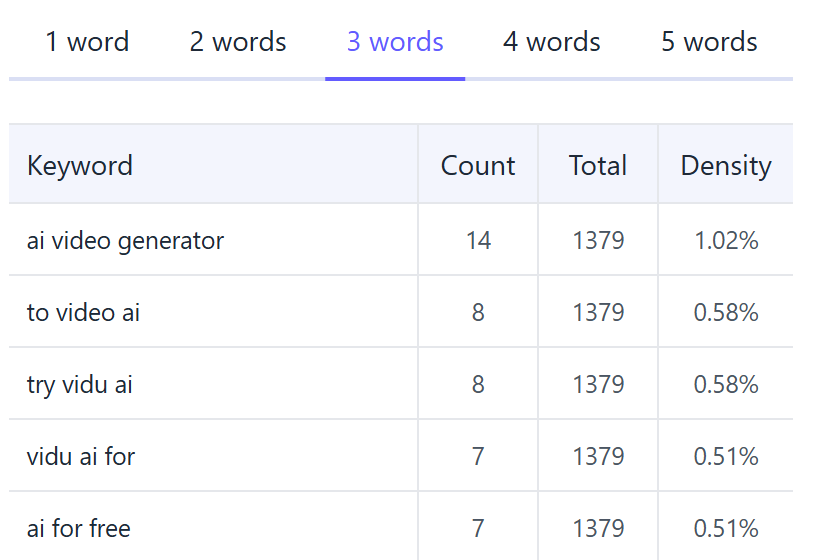 1 word 2 words 3 words 4 words 5 words
Keyword Count Total Density
ai video generator 14 1379 1.02%
to video ai 8 1379 0.58%
try vidu ai 8 1379 0.58%
vidu ai for 7 1379 0.51%
ai for free 7 1379 0.51%